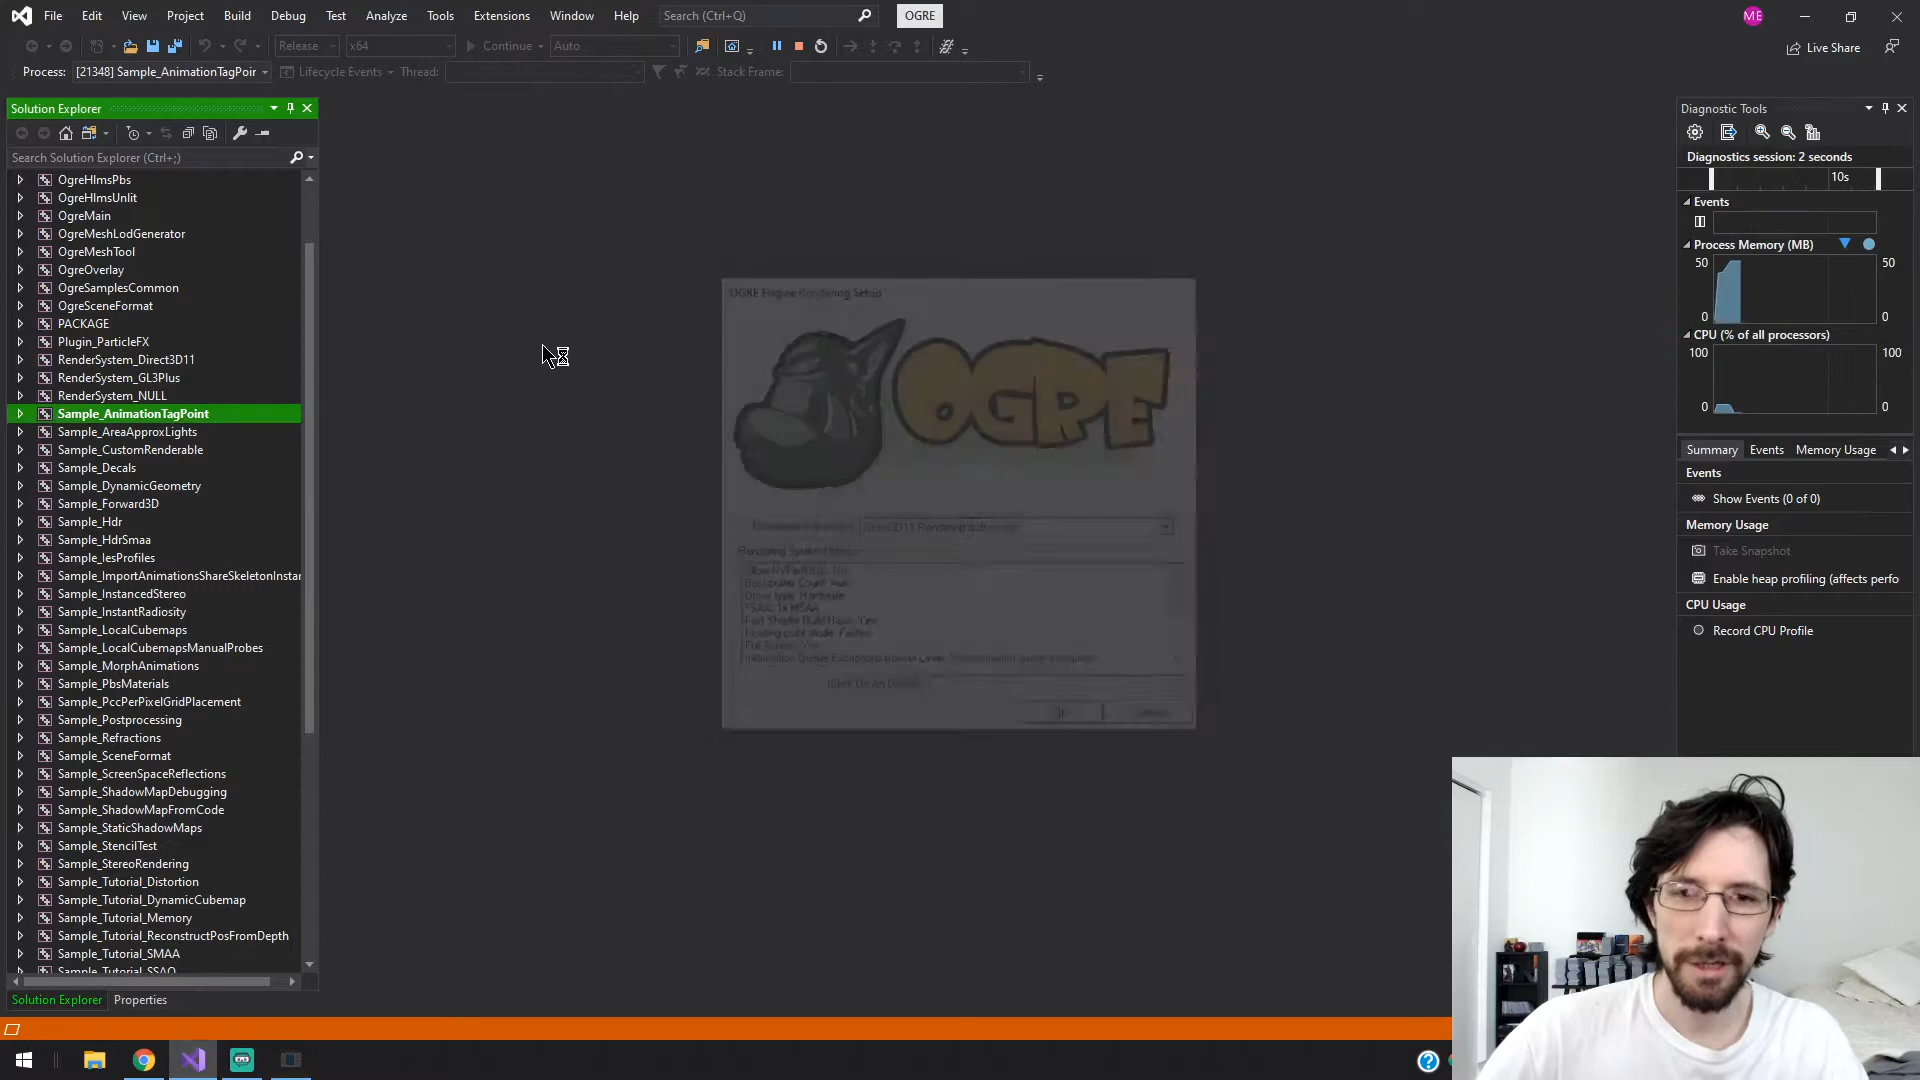 File Edit View Project Build Debug Test Analyze Tools Extensions Window Help Search (Ctrl+Q) OGRE ME
Release x64 Continue Auto Live Share
Process: [21348] Sample_AnimationTagPoir Lifecycle Events Thread: Stack Frame:
Solution Explorer
Search Solution Explorer (Ctrl+;)
OgreHlmsPbs
OgreHlmsUnlit
OgreMain
OgreMeshLodGenerator
OgreMeshTool
OgreOverlay
OgreSamplesCommon
OgreSceneFormat
PACKAGE
Plugin_ParticleFX
RenderSystem_Direct3D11
RenderSystem_GL3Plus
RenderSystem_NULL
Sample_AnimationTagPoint
Sample_AreaApproxLights
Sample_CustomRenderable
Sample_Decals
Sample_DynamicGeometry
Sample_Forward3D
Sample_Hdr
Sample_HdrSmaa
Sample_IesProfiles
Sample_ImportAnimationsShareSkeletonInstar
Sample_InstancedStereo
Sample_InstantRadiosity
Sample_LocalCubemaps
Sample_LocalCubemapsManualProbes
Sample_MorphAnimations
Sample_PbsMaterials
Sample_PccPerPixelGridPlacement
Sample_Postprocessing
Sample_Refractions
Sample_SceneFormat
Sample_ScreenSpaceReflections
Sample_ShadowMapDebugging
Sample_ShadowMapFromCode
Sample_StaticShadowMaps
Sample_StencilTest
Sample_StereoRendering
Sample_Tutorial_Distortion
Sample_Tutorial_DynamicCubemap
Sample_Tutorial_Memory
Sample_Tutorial_ReconstructPosFromDepth
Sample_Tutorial_SMAA
Sample_Tutorial_SSAO
Solution Explorer Properties
OGRE Engine Rendering Setup
OGRE
Diagnostic Tools
Diagnostics session: 2 seconds
10s
Events
Process Memory (MB)
50 50
0 0
CPU (% of all processors)
100 100
0 0
Summary Events Memory Usage
Events
Show Events (0 of 0)
Memory Usage
Take Snapshot
Enable heap profiling (affects perfo
CPU Usage
Record CPU Profile